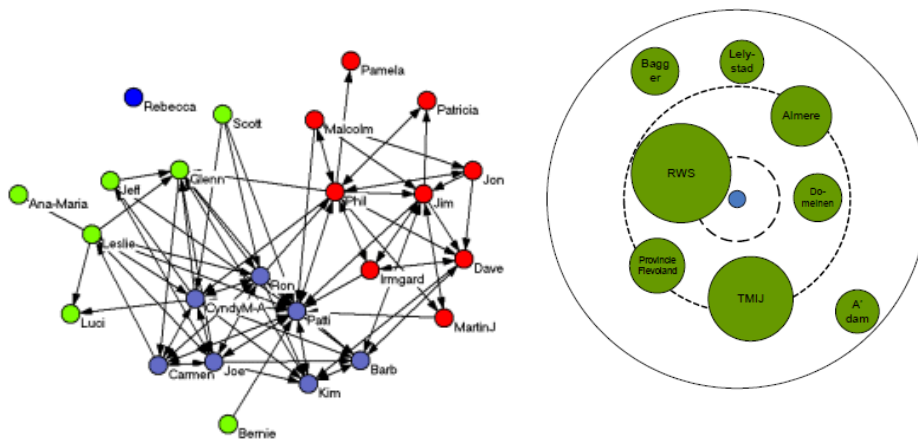 Pamela
Rebecca
Patricia
Scott
Malcolm
Glenn
Jeff
Jon
Phil
Jim
Ana-Maria
Leslie
Ron
Irmgard
Dave
CyndyM-A
Patti
Luci
MartinJ
Carmen
Joe
Barb
Kim
Bernie
Bagg
er
Lely-
stad
Almere
RWS
Do-
meinen
Provincie
Flevoland
TMIJ
A'
dam